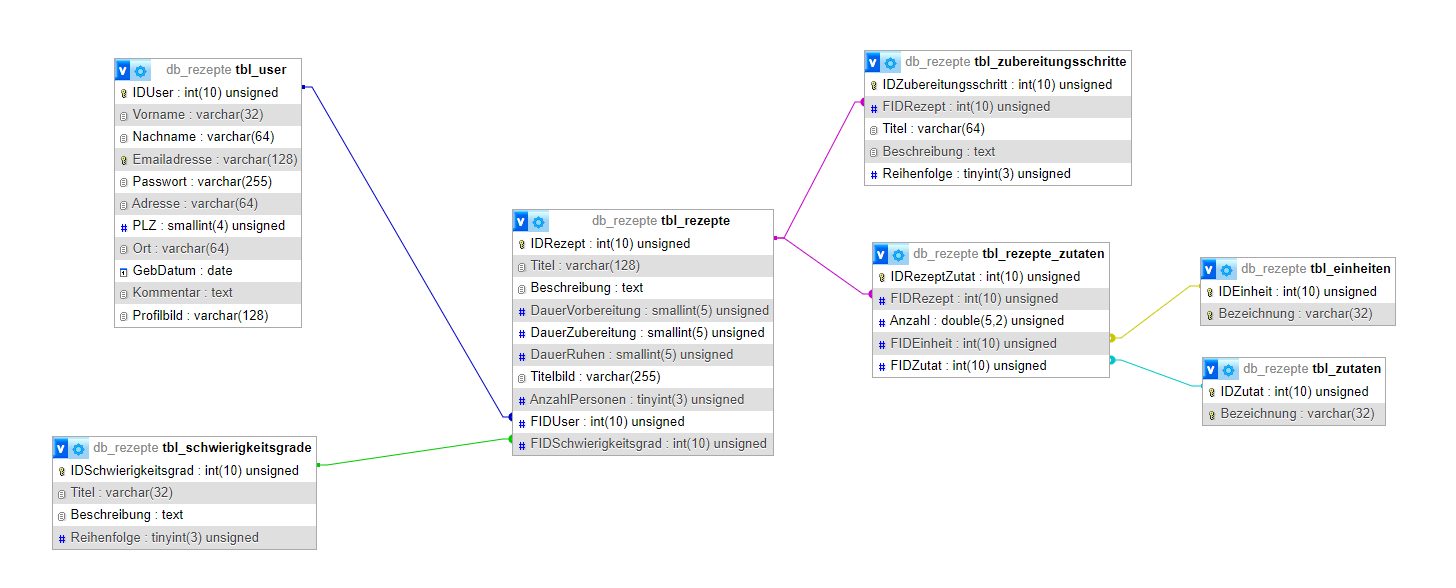 db_rezepte tbl_user
IDUser : int(10) unsigned
Vorname : varchar(32)
Nachname : varchar(64)
Emailadresse : varchar(128)
Passwort : varchar(255)
Adresse : varchar(64)
PLZ : smallint(4) unsigned
Ort : varchar(64)
GebDatum : date
Kommentar : text
Profilbild : varchar(128)
db_rezepte tbl_schwierigkeitsgrade
IDSchwierigkeitsgrad : int(10) unsigned
Titel : varchar(32)
Beschreibung : text
Reihenfolge : tinyint(3) unsigned
db_rezepte tbl_rezepte
IDRezept : int(10) unsigned
Titel : varchar(128)
Beschreibung : text
DauerVorbereitung : smallint(5) unsigned
DauerZubereitung : smallint(5) unsigned
DauerRuhen : smallint(5) unsigned
Titelbild : varchar(255)
AnzahlPersonen : tinyint(3) unsigned
FIDUser : int(10) unsigned
FIDSchwierigkeitsgrad : int(10) unsigned
db_rezepte tbl_zubereitungsschritte
IDZubereitungsschritt : int(10) unsigned
FIDRezept : int(10) unsigned
Titel : varchar(64)
Beschreibung : text
Reihenfolge : tinyint(3) unsigned
db_rezepte tbl_rezepte_zutaten
IDRezeptZutat : int(10) unsigned
FIDRezept : int(10) unsigned
Anzahl : double(5,2) unsigned
FIDEinheit : int(10) unsigned
FIDZutat : int(10) unsigned
db_rezepte tbl_einheiten
IDEinheit : int(10) unsigned
Bezeichnung : varchar(32)
db_rezepte tbl_zutaten
IDZutat : int(10) unsigned
Bezeichnung : varchar(32)